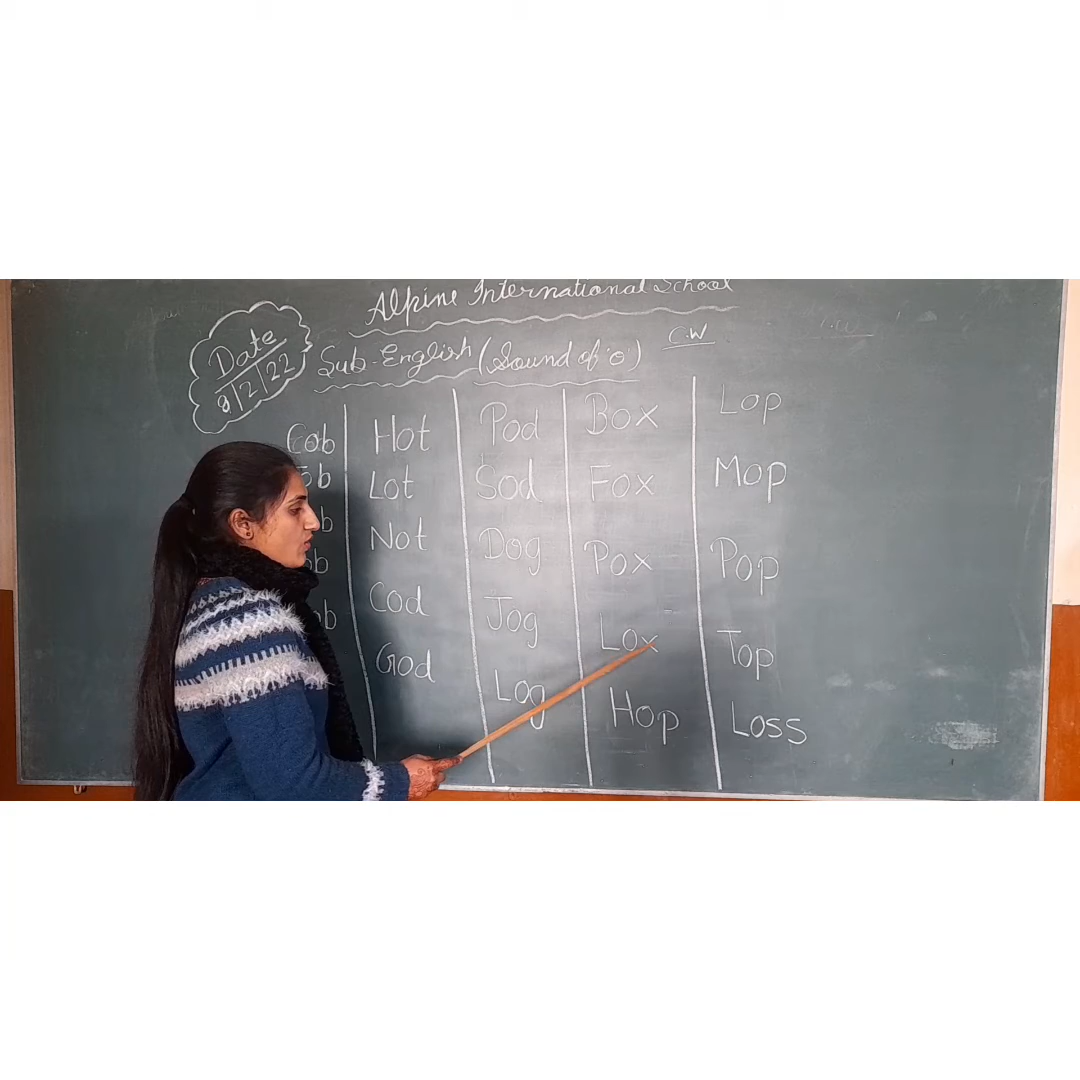 Alpine International School
Date
8/2/22
Sub-English (Sound of 'o')
C.W
Cob
Hot
Lot
Not
Cod
God
Pod
Sod
Dog
Jog
Log
Box
Fox
Pox
Lox
Hop
Lop
Mop
Pop
Top
Loss